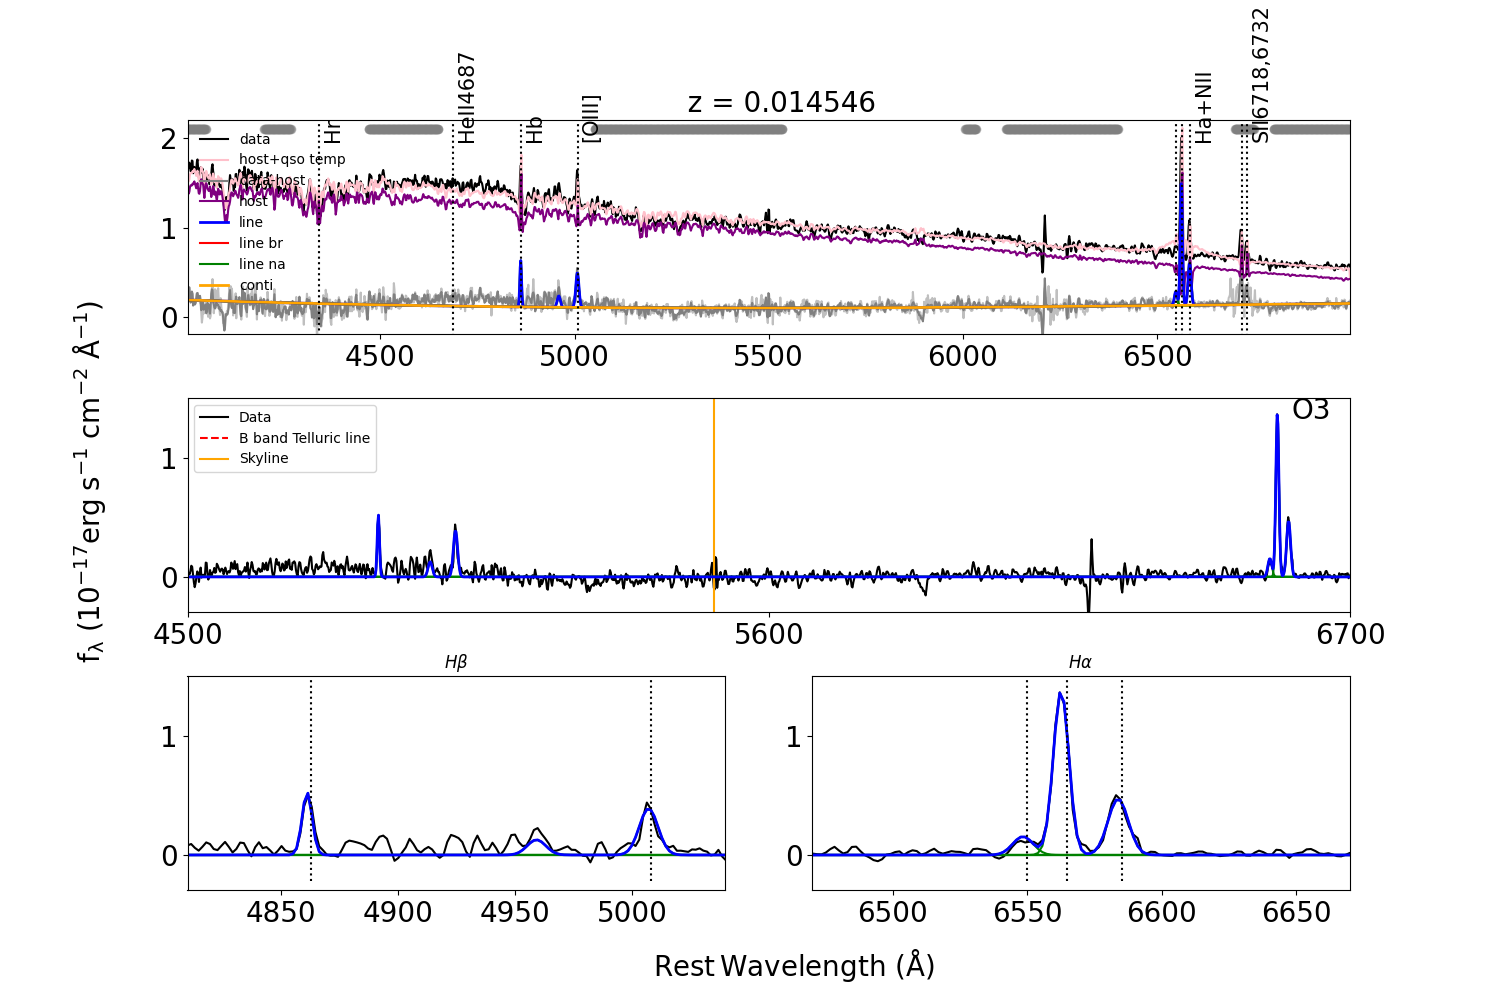 z = 0.014546
Hr
HeII4687
Hb
[OIII]
Ha+NII
SII6718,6732
data
host+qso temp
data-host
host
line
line br
line na
conti
2
1
0
4500
5000
5500
6000
6500
f_λ (10^−17 erg s^−1 cm^−2 Å^−1)
Data
B band Telluric line
Skyline
O3
1
0
4500
5600
6700
Hβ
1
0
4850
4900
4950
5000
Hα
1
0
6500
6550
6600
6650
Rest Wavelength (Å)